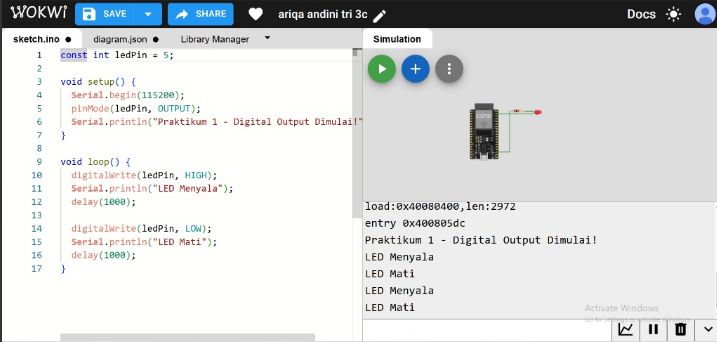 WOKWI SAVE SHARE ariqa andini tri 3c Docs
sketch.ino diagram.json Library Manager
1 const int ledPin = 5;
2
3 void setup() {
4 Serial.begin(115200);
5 pinMode(ledPin, OUTPUT);
6 Serial.println("Praktikum 1 - Digital Output Dimulai!"
7 }
8
9 void loop() {
10 digitalWrite(ledPin, HIGH);
11 Serial.println("LED Menyala");
12 delay(1000);
13
14 digitalWrite(ledPin, LOW);
15 Serial.println("LED Mati");
16 delay(1000);
17 }
Simulation
load:0x40080400,len:2972
entry 0x400805dc
Praktikum 1 - Digital Output Dimulai!
LED Menyala
LED Mati
LED Menyala
LED Mati
Activate Windows
Go to Settings to activate Windows.